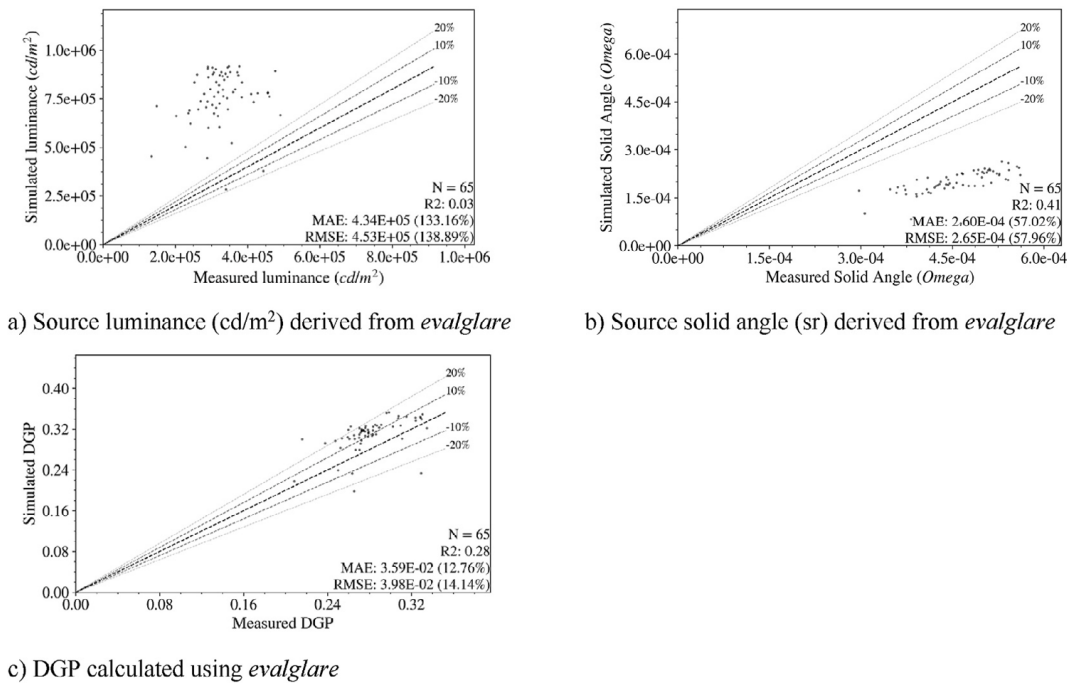 20%
10%
-10%
-20%
Simulated luminance (cd/m²)
1.0e+06
7.5e+05
5.0e+05
2.5e+05
0.0e+00
N = 65
R2: 0.03
MAE: 4.34E+05 (133.16%)
RMSE: 4.53E+05 (138.89%)
0.0e+00 2.0e+05 4.0e+05 6.0e+05 8.0e+05 1.0e+06
Measured luminance (cd/m²)
a) Source luminance (cd/m²) derived from evalglare
20%
10%
-10%
-20%
Simulated Solid Angle (Omega)
6.0e-04
4.5e-04
3.0e-04
1.5e-04
0.0e+00
N = 65
R2: 0.41
MAE: 2.60E-04 (57.02%)
RMSE: 2.65E-04 (57.96%)
0.0e+00 1.5e-04 3.0e-04 4.5e-04 6.0e-04
Measured Solid Angle (Omega)
b) Source solid angle (sr) derived from evalglare
20%
10%
-10%
-20%
Simulated DGP
0.40
0.32
0.24
0.16
0.08
0.00
N = 65
R2: 0.28
MAE: 3.59E-02 (12.76%)
RMSE: 3.98E-02 (14.14%)
0.00 0.08 0.16 0.24 0.32
Measured DGP
c) DGP calculated using evalglare